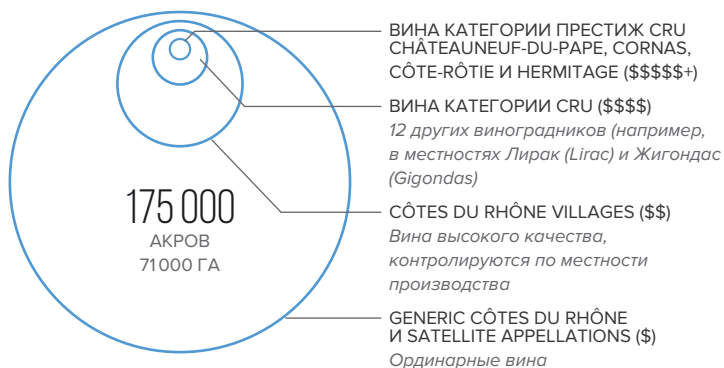 ВИНА КАТЕГОРИИ ПРЕСТИЖ CRU
CHÂTEAUNEUF-DU-PAPE, CORNAS,
CÔTE-RÔTIE И HERMITAGE ($$$$$+)
ВИНА КАТЕГОРИИ CRU ($$$$)
12 других виноградников (например,
в местностях Лирак (Lirac) и Жигондас
(Gigondas)
CÔTES DU RHÔNE VILLAGES ($$)
Вина высокого качества,
контролируются по местности
производства
GENERIC CÔTES DU RHÔNE
И SATELLITE APPELLATIONS ($)
Ординарные вина
175 000
АКРОВ
71 000 ГА